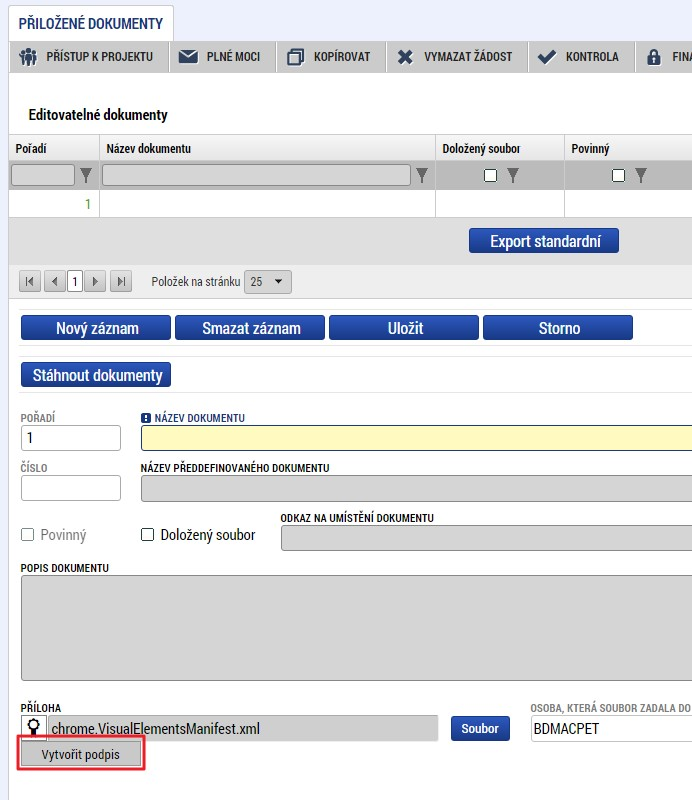 PŘILOŽENÉ DOKUMENTY
PŘÍSTUP K PROJEKTU PLNÉ MOCI KOPÍROVAT VYMAZAT ŽÁDOST KONTROLA FINA
Editovatelné dokumenty
Pořadí Název dokumentu Doložený soubor Povinný
1
Export standardní
1 Položek na stránku 25
Nový záznam Smazat záznam Uložit Storno
Stáhnout dokumenty
POŘADÍ NÁZEV DOKUMENTU
1
ČÍSLO NÁZEV PŘEDDEFINOVANÉHO DOKUMENTU
ODKAZ NA UMÍSTĚNÍ DOKUMENTU
Povinný Doložený soubor
POPIS DOKUMENTU
PŘÍLOHA OSOBA, KTERÁ SOUBOR ZADALA DO
chrome.VisualElementsManifest.xml Soubor BDMACPET
Vytvořit podpis